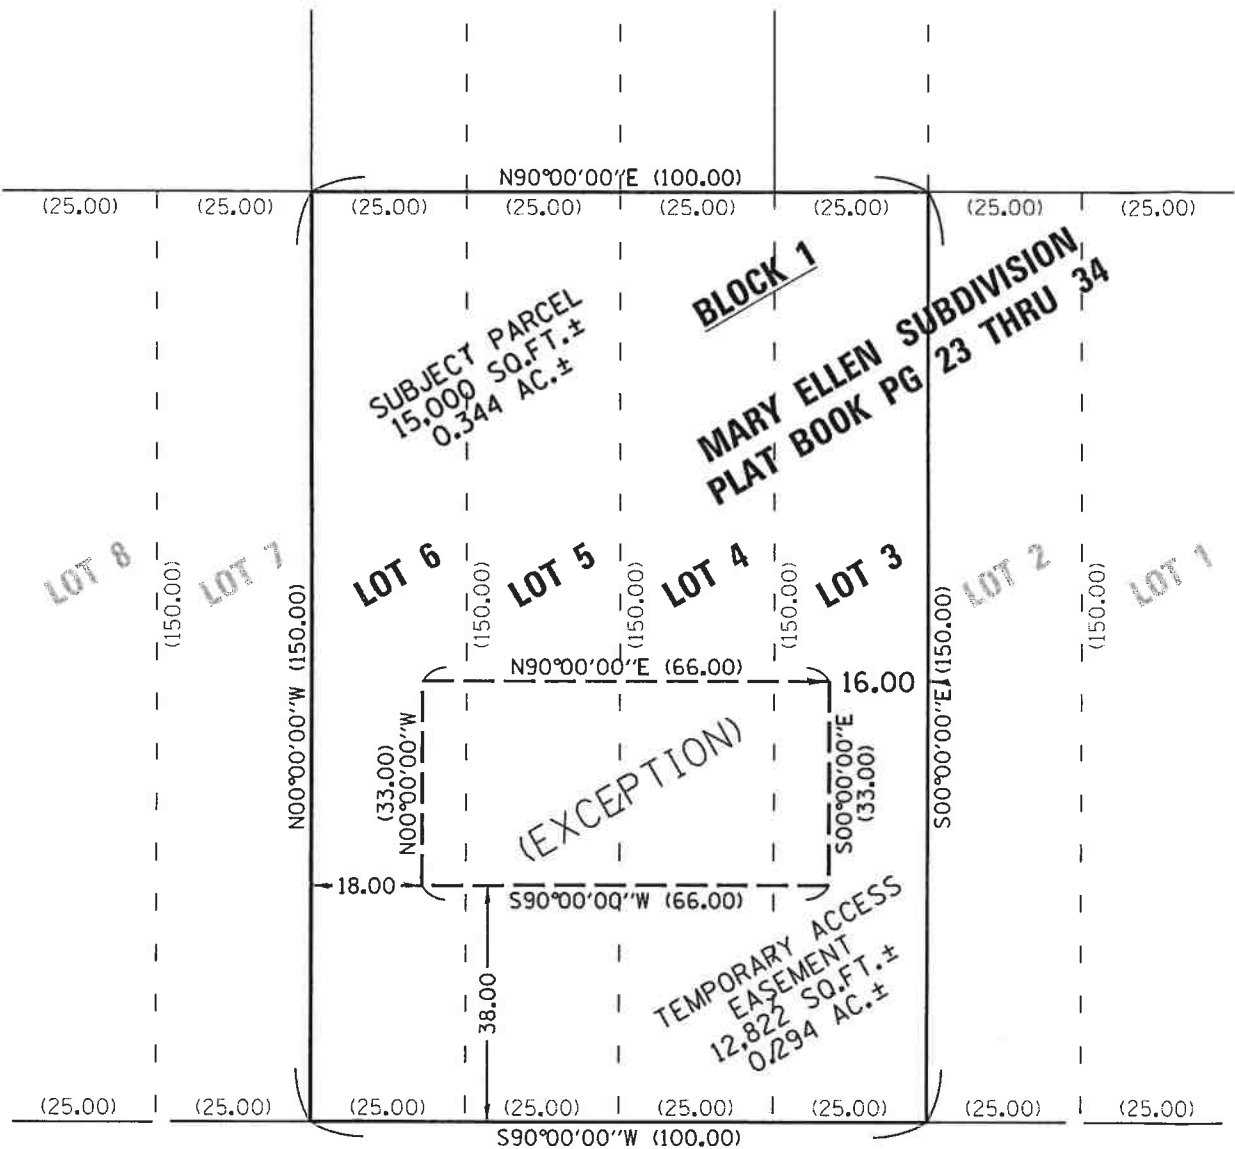 N90°00'00"E (100.00)
(25.00) (25.00) (25.00) (25.00) (25.00) (25.00) (25.00) (25.00)
BLOCK 1
MARY ELLEN SUBDIVISION
PLAT BOOK PG 23 THRU 34
SUBJECT PARCEL
15,000 SQ.FT.±
0.344 AC.±
LOT 8
LOT 7
LOT 6
LOT 5
LOT 4
LOT 3
LOT 2
LOT 1
(150.00)
N00°00'00"W (150.00)
(150.00)
(150.00)
(150.00)
S00°00'00"E (150.00)
(150.00)
N90°00'00"E (66.00)
16.00
N00°00'00"W
(33.00)
(EXCEPTION)
S00°00'00"E
(33.00)
18.00
S90°00'00"W (66.00)
38.00
TEMPORARY ACCESS
EASEMENT
12,822 SQ.FT.±
0.294 AC.±
(25.00) (25.00) (25.00) (25.00) (25.00) (25.00) (25.00) (25.00)
S90°00'00"W (100.00)